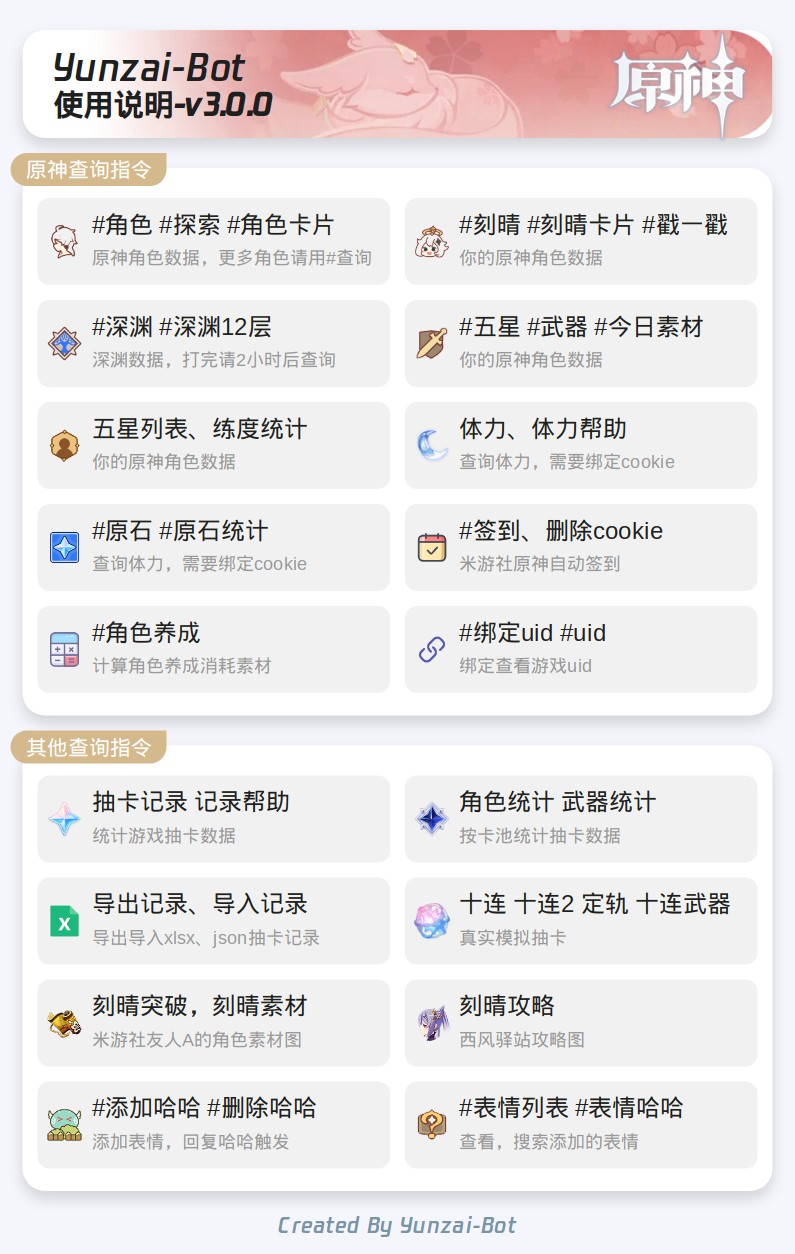 Yunzai-Bot
使用说明-v3.0.0
原神
原神查询指令
#角色 #探索 #角色卡片
原神角色数据，更多角色请用#查询
#刻晴 #刻晴卡片 #戳一戳
你的原神角色数据
#深渊 #深渊12层
深渊数据，打完请2小时后查询
#五星 #武器 #今日素材
你的原神角色数据
五星列表、练度统计
你的原神角色数据
体力、体力帮助
查询体力，需要绑定cookie
#原石 #原石统计
查询体力，需要绑定cookie
#签到、删除cookie
米游社原神自动签到
#角色养成
计算角色养成消耗素材
#绑定uid #uid
绑定查看游戏uid
其他查询指令
抽卡记录 记录帮助
统计游戏抽卡数据
角色统计 武器统计
按卡池统计抽卡数据
导出记录、导入记录
导出导入xlsx、json抽卡记录
十连 十连2 定轨 十连武器
真实模拟抽卡
刻晴突破，刻晴素材
米游社友人A的角色素材图
刻晴攻略
西风驿站攻略图
#添加哈哈 #删除哈哈
添加表情，回复哈哈触发
#表情列表 #表情哈哈
查看，搜索添加的表情
Created By Yunzai-Bot